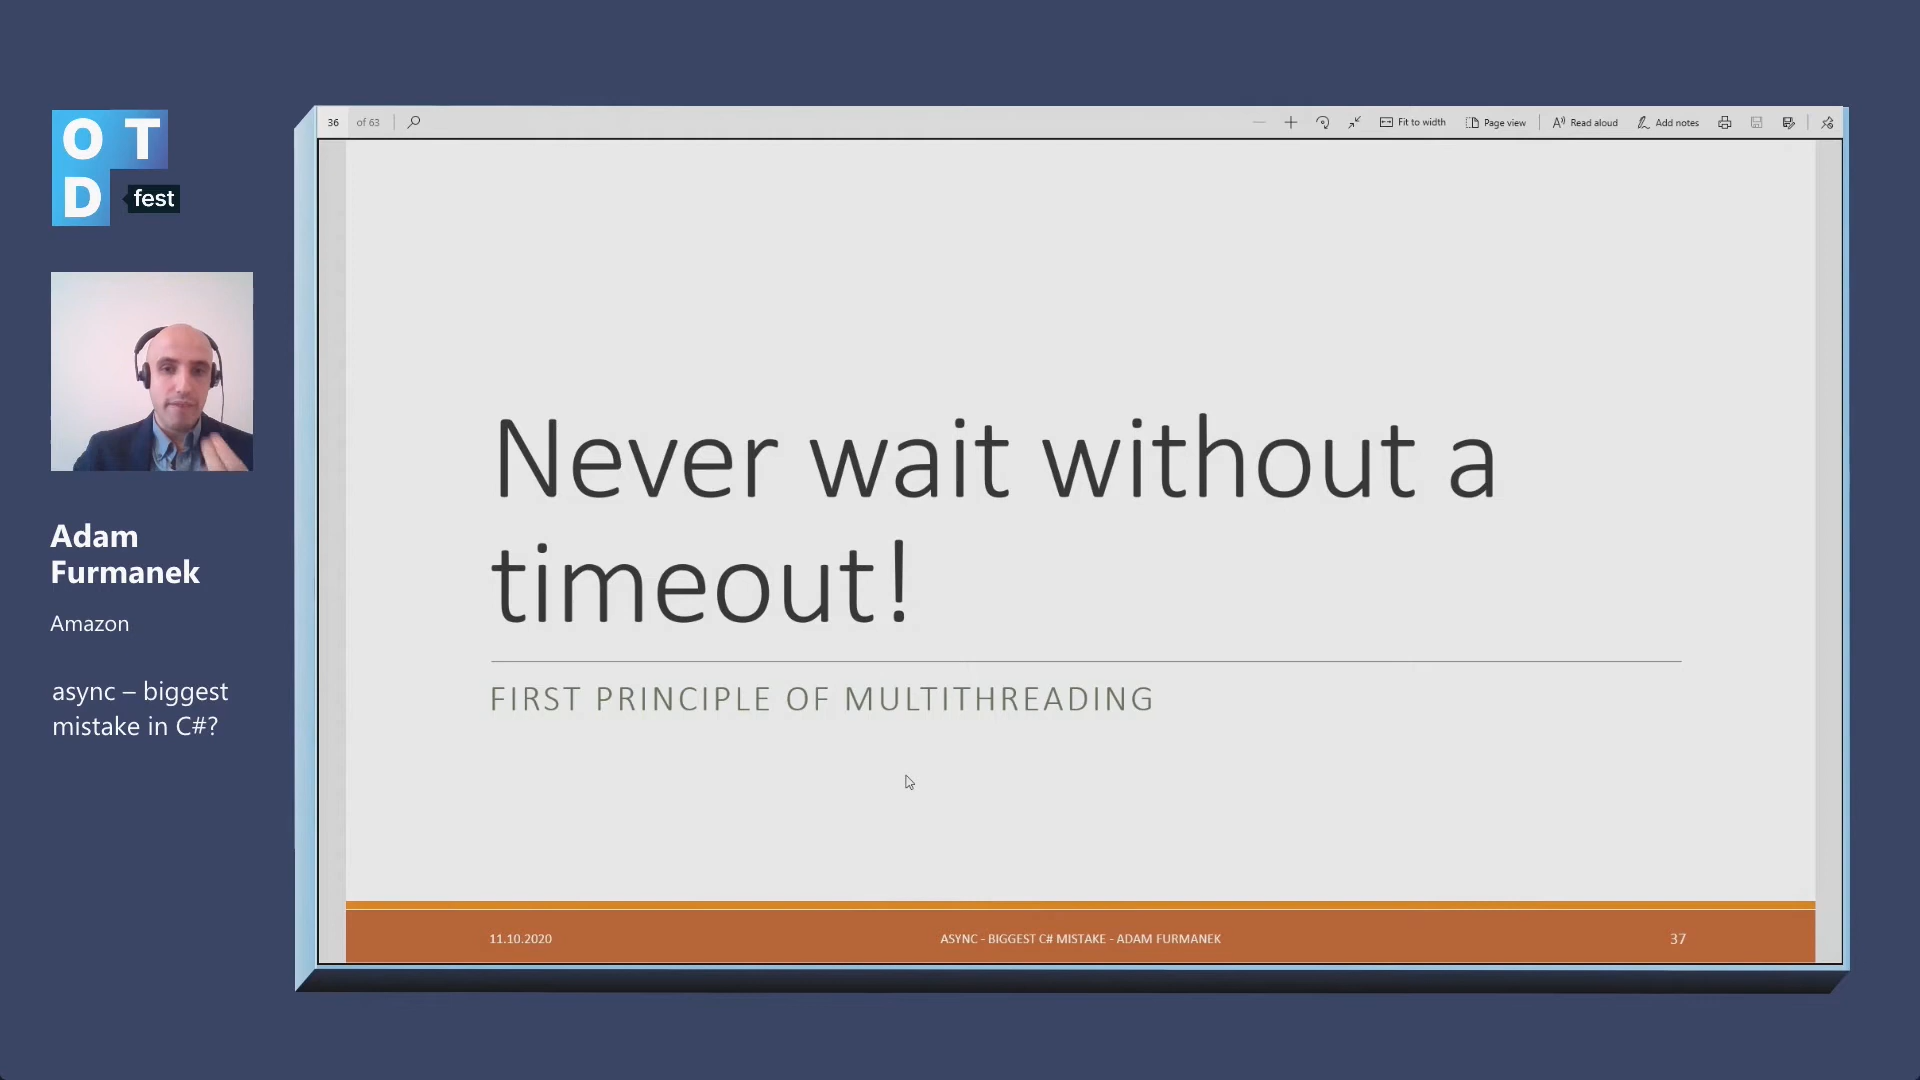 O T
D fest
Adam
Furmanek
Amazon
async – biggest
mistake in C#?
36 of 63
Fit to width
Page view
Read aloud
Add notes
Never wait without a
timeout!
FIRST PRINCIPLE OF MULTITHREADING
11.10.2020
ASYNC - BIGGEST C# MISTAKE - ADAM FURMANEK
37